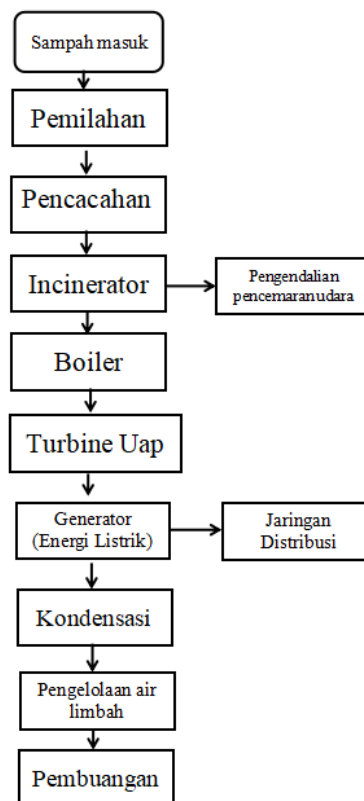 Sampah masuk
Pemilahan
Pencacahan
Incinerator
Pengendalian
pencemaranudara
Boiler
Turbine Uap
Generator
(Energi Listrik)
Jaringan
Distribusi
Kondensasi
Pengelolaan air
limbah
Pembuangan